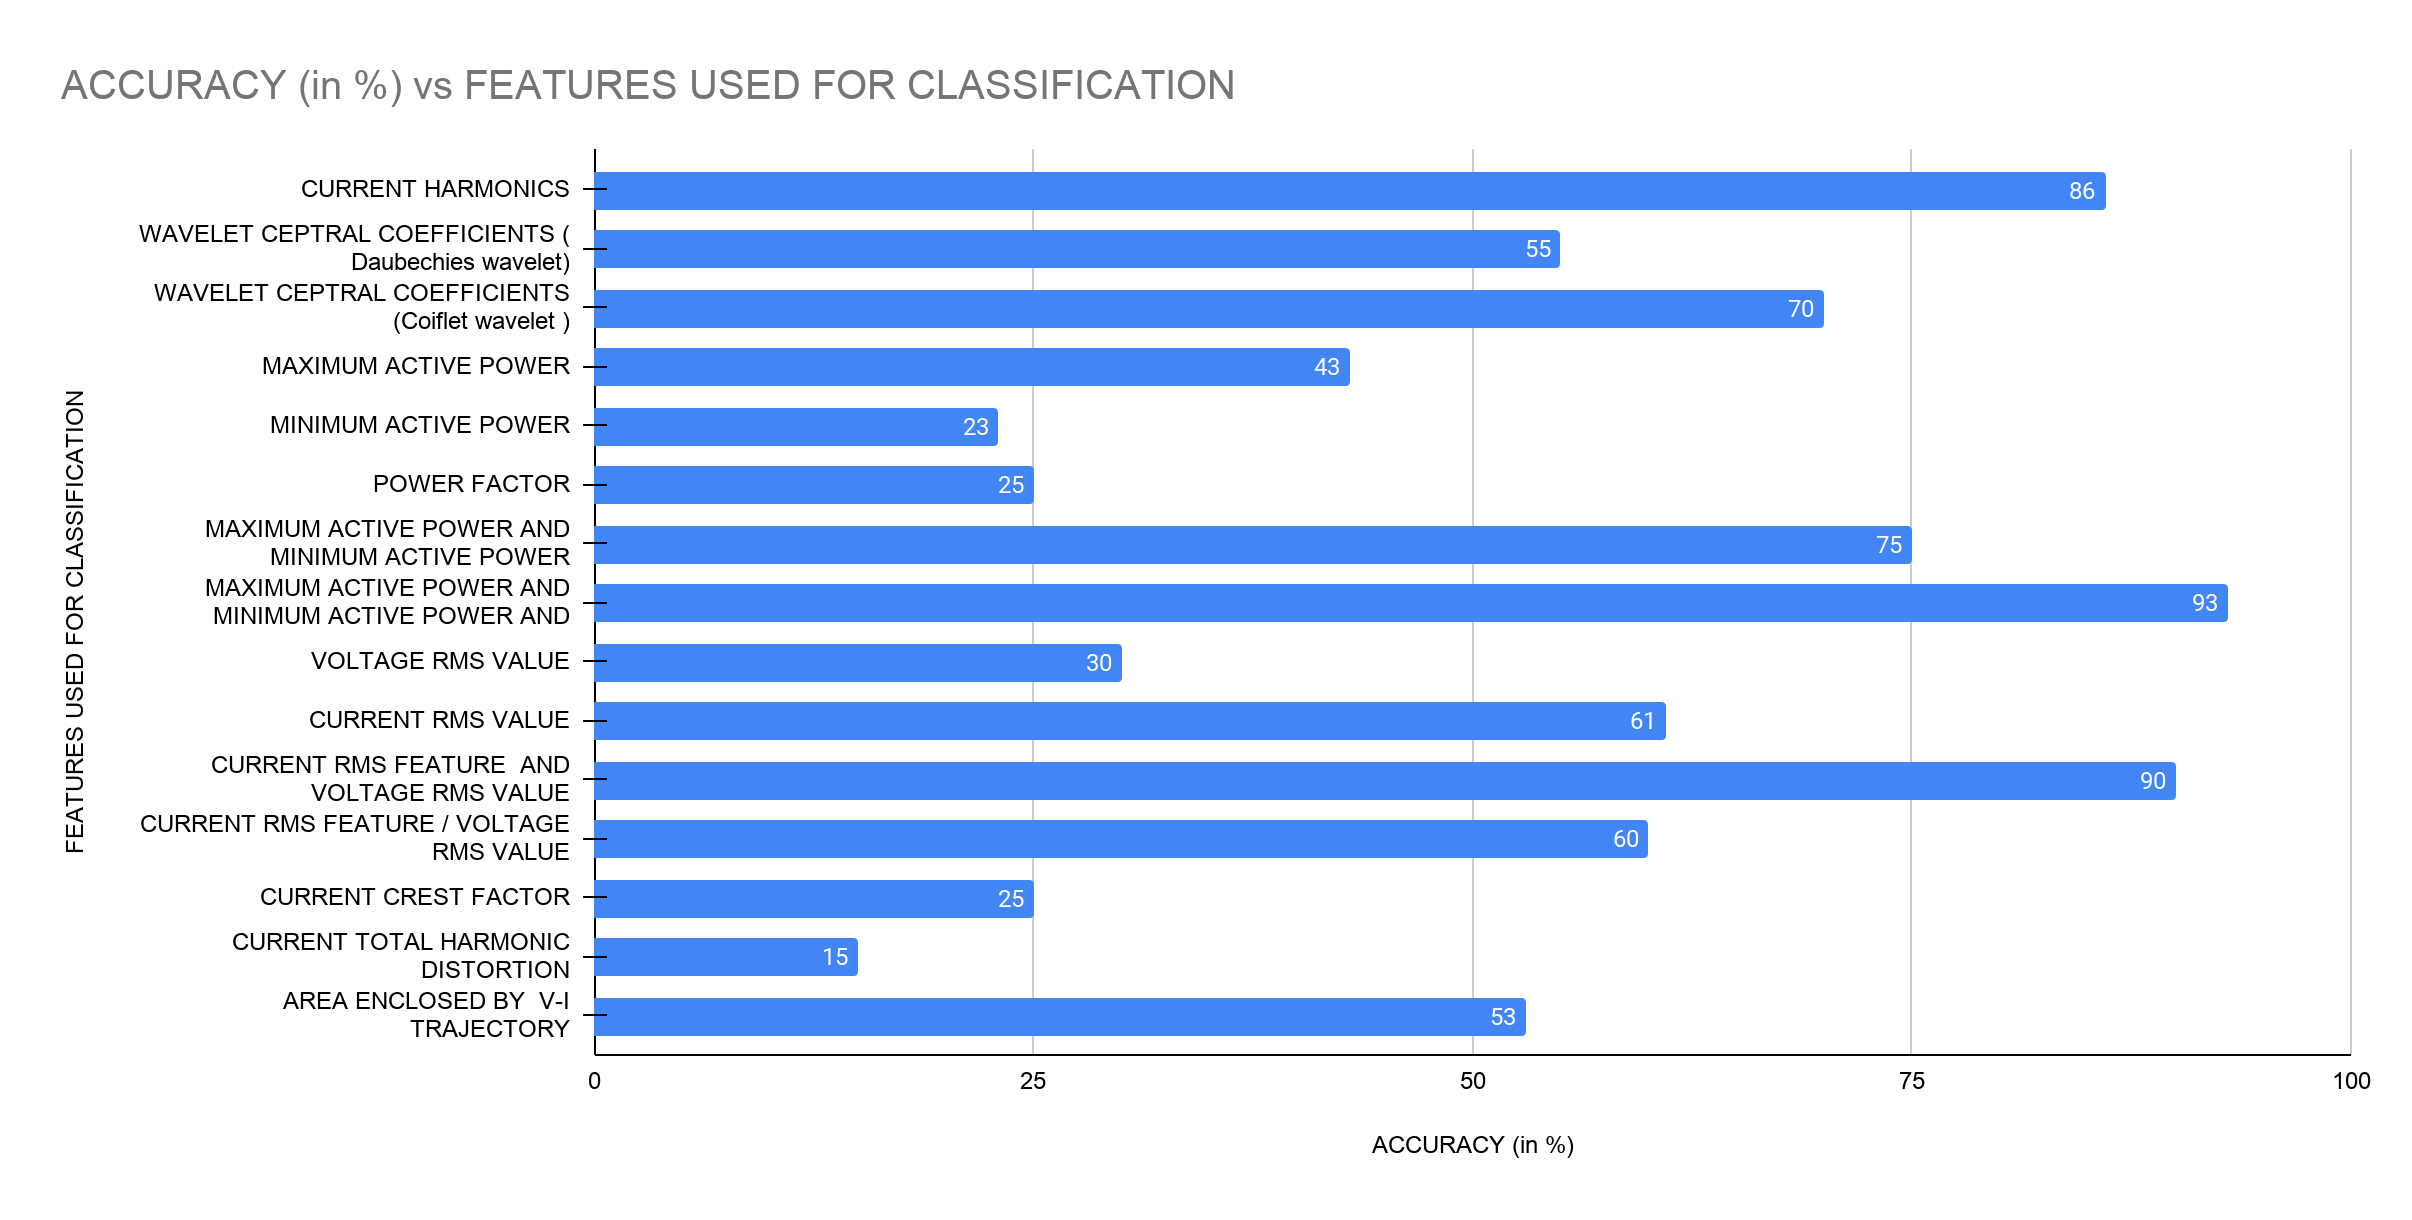 ACCURACY (in %) vs FEATURES USED FOR CLASSIFICATION
FEATURES USED FOR CLASSIFICATION
CURRENT HARMONICS
86
WAVELET CEPTRAL COEFFICIENTS (
Daubechies wavelet)
55
WAVELET CEPTRAL COEFFICIENTS
(Coiflet wavelet )
70
MAXIMUM ACTIVE POWER
43
MINIMUM ACTIVE POWER
23
POWER FACTOR
25
MAXIMUM ACTIVE POWER AND
MINIMUM ACTIVE POWER
75
MAXIMUM ACTIVE POWER AND
MINIMUM ACTIVE POWER AND
93
VOLTAGE RMS VALUE
30
CURRENT RMS VALUE
61
CURRENT RMS FEATURE  AND
VOLTAGE RMS VALUE
90
CURRENT RMS FEATURE / VOLTAGE
RMS VALUE
60
CURRENT CREST FACTOR
25
CURRENT TOTAL HARMONIC
DISTORTION
15
AREA ENCLOSED BY  V-I
TRAJECTORY
53
0 25 50 75 100
ACCURACY (in %)